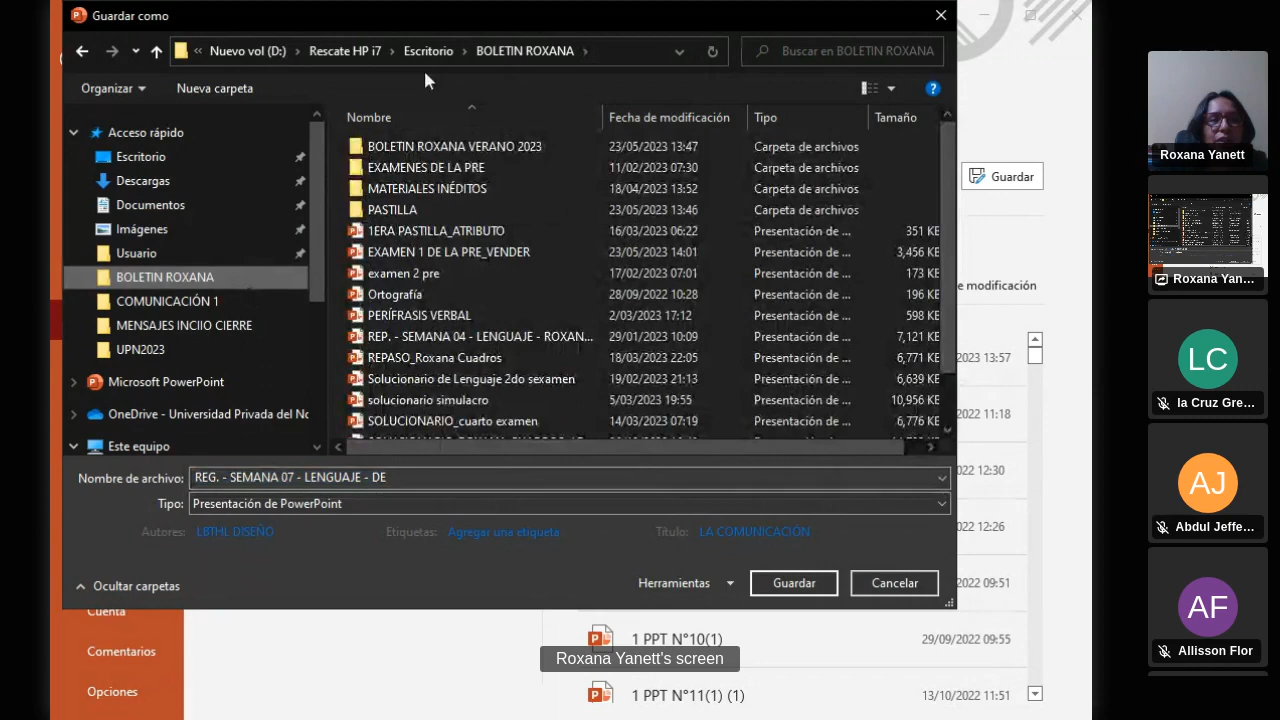 Guardar como
« Nuevo vol (D:) › Rescate HP i7 › Escritorio › BOLETIN ROXANA ›
Buscar en BOLETIN ROXANA
Organizar
Nueva carpeta
Acceso rápido
Escritorio
Descargas
Documentos
Imágenes
Usuario
BOLETIN ROXANA
COMUNICACIÓN 1
MENSAJES INCIIO CIERRE
UPN2023
Microsoft PowerPoint
OneDrive - Universidad Privada del No
Este equipo
Nombre Fecha de modificación Tipo Tamaño
BOLETIN ROXANA VERANO 2023 23/05/2023 13:47 Carpeta de archivos
EXAMENES DE LA PRE 11/02/2023 07:30 Carpeta de archivos
MATERIALES INÉDITOS 18/04/2023 13:52 Carpeta de archivos
PASTILLA 23/05/2023 13:46 Carpeta de archivos
1ERA PASTILLA_ATRIBUTO 16/03/2023 06:22 Presentación de ... 351 KE
EXAMEN 1 DE LA PRE_VENDER 23/05/2023 14:01 Presentación de ... 3,456 KE
examen 2 pre 17/02/2023 07:01 Presentación de ... 173 KE
Ortografía 28/09/2022 10:28 Presentación de ... 196 KE
PERÍFRASIS VERBAL 2/03/2023 17:12 Presentación de ... 598 KE
REP. - SEMANA 04 - LENGUAJE - ROXAN... 29/01/2023 10:09 Presentación de ... 7,121 KE
REPASO_Roxana Cuadros 18/03/2023 22:05 Presentación de ... 6,771 KE
Solucionario de Lenguaje 2do sexamen 19/02/2023 21:13 Presentación de ... 6,639 KE
solucionario simulacro 5/03/2023 19:55 Presentación de ... 10,956 KE
SOLUCIONARIO_cuarto examen 14/03/2023 07:19 Presentación de ... 6,776 KE
Nombre de archivo: REG. - SEMANA 07 - LENGUAJE - DE
Tipo: Presentación de PowerPoint
Autores: LBTHL DISEÑO Etiquetas: Agregar una etiqueta Título: LA COMUNICACIÓN
Ocultar carpetas
Herramientas Guardar Cancelar
Guardar
e modificación
2023 13:57
2022 11:18
2022 12:30
2022 12:26
2022 09:51
Cuenta
Comentarios
Opciones
1 PPT N°10(1) 29/09/2022 09:55
1 PPT N°11(1) (1) 13/10/2022 11:51
Roxana Yanett's screen
Roxana Yanett
Roxana Yan...
LC
la Cruz Gre...
AJ
Abdul Jeffe...
AF
Allisson Flor